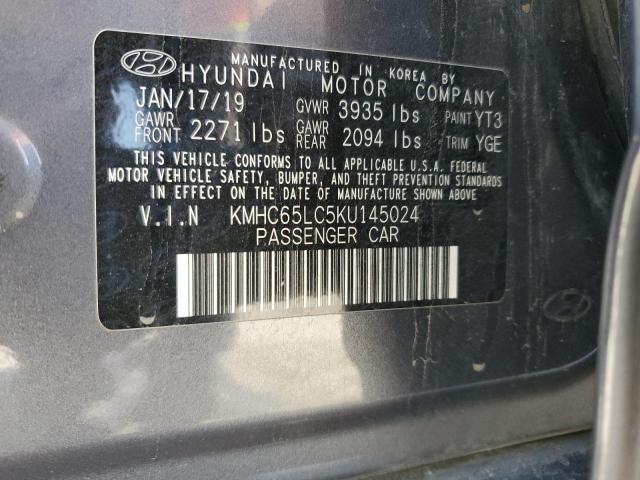 MANUFACTURED IN KOREA BY
HYUNDAI MOTOR COMPANY
JAN/17/19 GVWR 3935 lbs PAINT YT3
GAWR FRONT 2271 lbs GAWR REAR 2094 lbs TRIM YGE
THIS VEHICLE CONFORMS TO ALL APPLICABLE U.S.A. FEDERAL
MOTOR VEHICLE SAFETY, BUMPER, AND THEFT PREVENTION STANDARDS
IN EFFECT ON THE DATE OF MANUFACTURE SHOWN ABOVE.
V.I.N KMHC65LC5KU145024
PASSENGER CAR